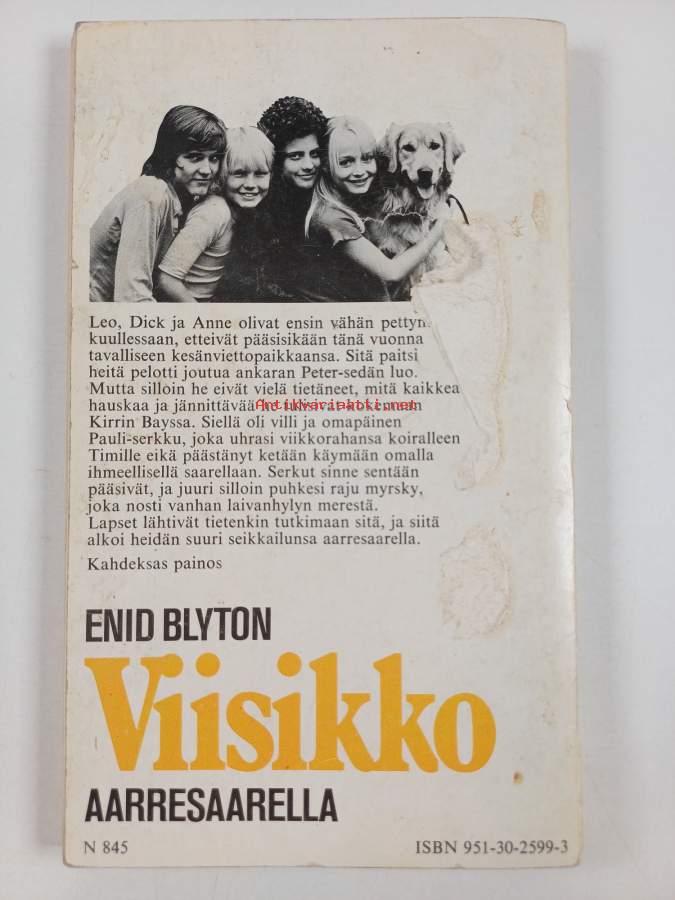 Leo, Dick ja Anne olivat ensin vähän
kuullessaan, etteivät pääsisikään tänä vuonna
tavalliseen kesänviettopaikkaansa. Sitä paitsi
heitä pelotti joutua ankaran Peter-sedän luo.
Mutta silloin he eivät vielä tietäneet, mitä kaikkea
hauskaa ja jännittävää
Antikvariaatti.net
Kirrin Bayssa. Siellä oli villi ja omapäinen
Pauli-serkku, joka uhrasi viikkorahansa koiralleen
Timille eikä päästänyt ketään käymään omalla
ihmeellisellä saarellaan. Serkut sinne sentään
pääsivät, ja juuri silloin puhkesi raju myrsky,
joka nosti vanhan laivanhylyn merestä.
Lapset lähtivät tietenkin tutkimaan sitä, ja siitä
alkoi heidän suuri seikkailunsa aarresaarella.
Kahdeksas painos
ENID BLYTON
Viisikko
AARRESAARELLA
N 845 ISBN 951-30-2599-3